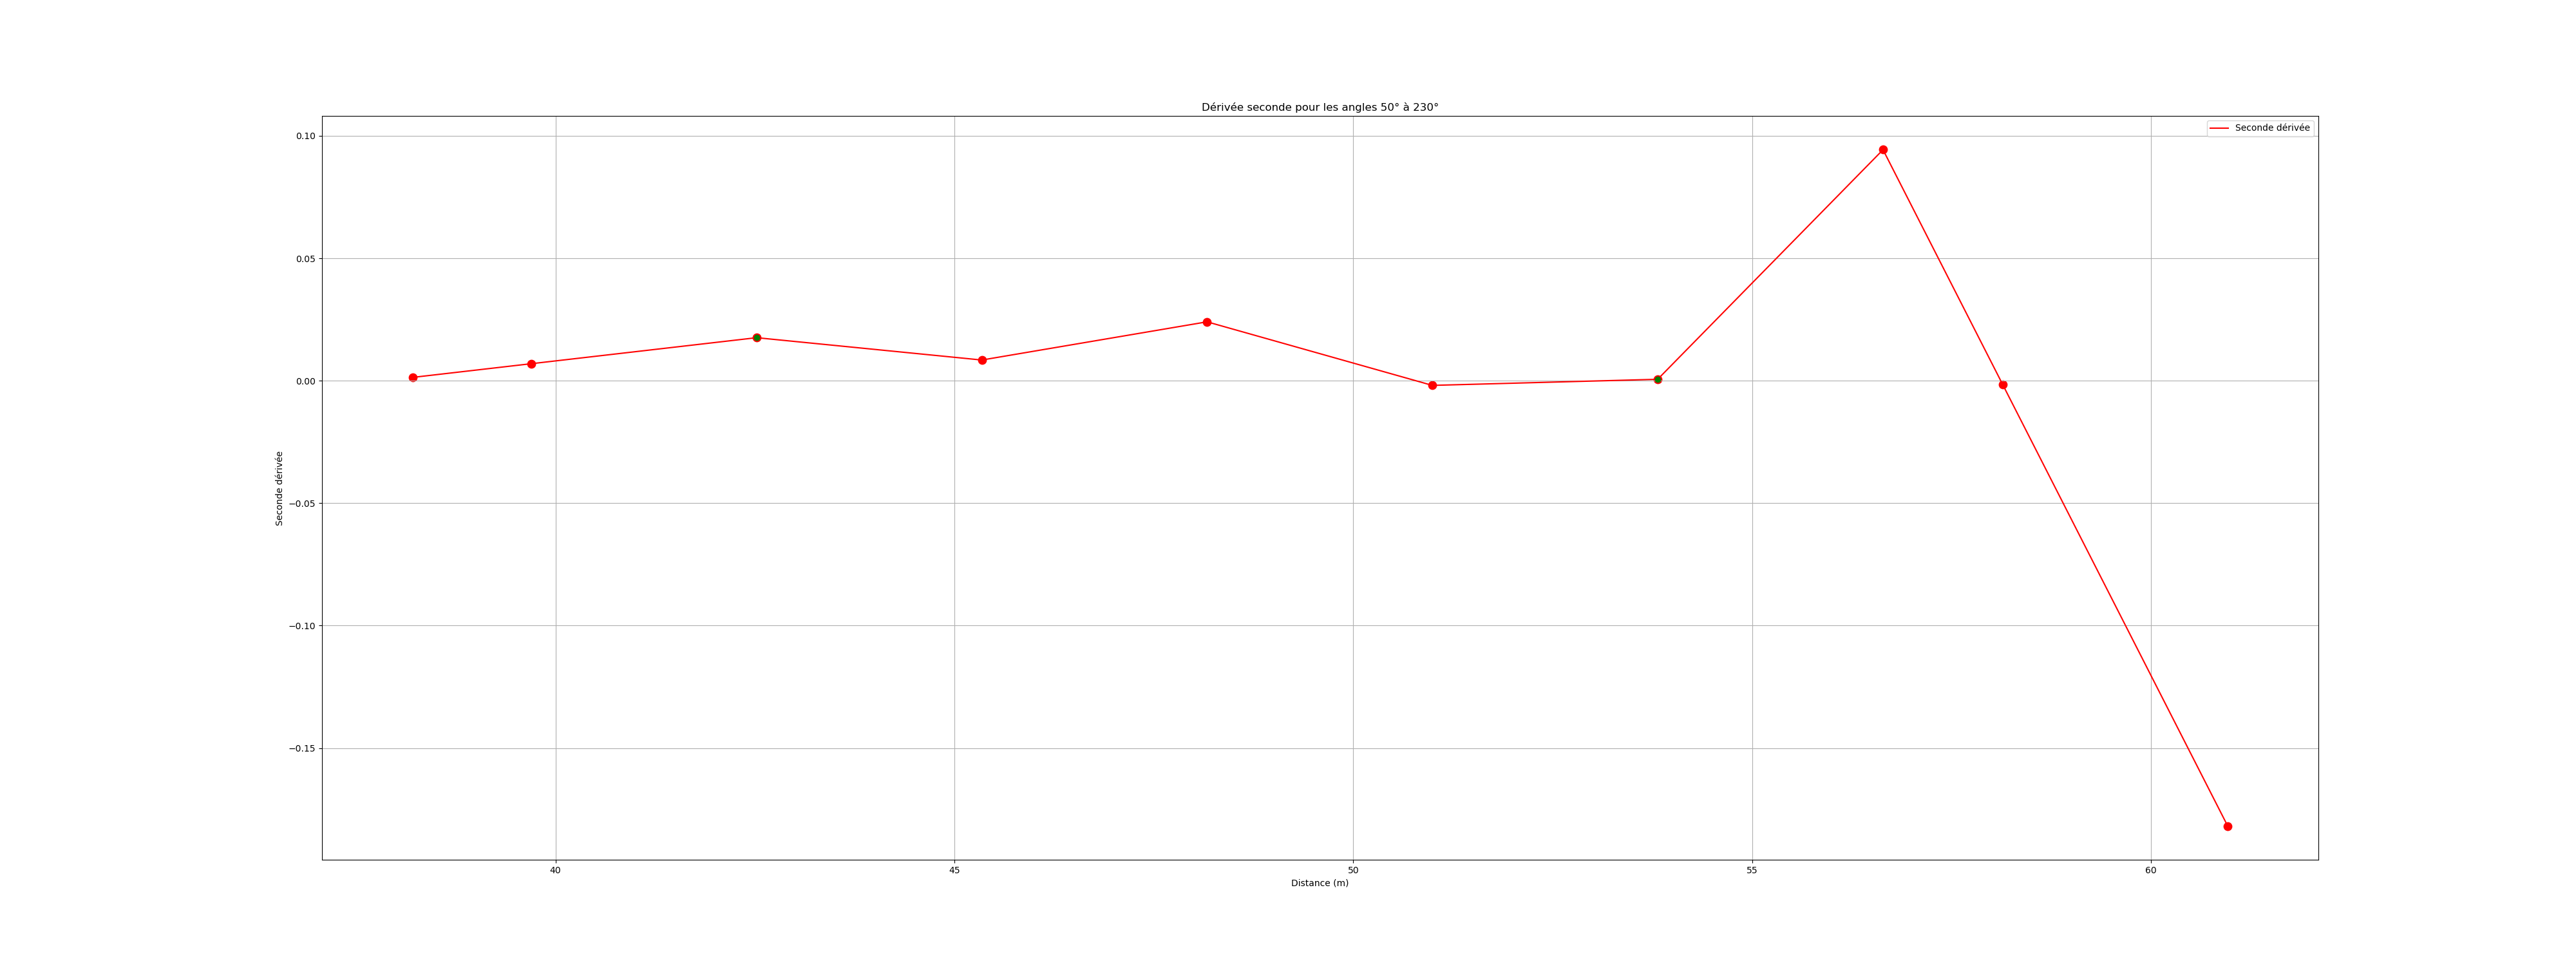 Dérivée seconde pour les angles 50° à 230°
Seconde dérivée
0.10
0.05
0.00
−0.05
−0.10
−0.15
Seconde dérivée
40
45
50
55
60
Distance (m)